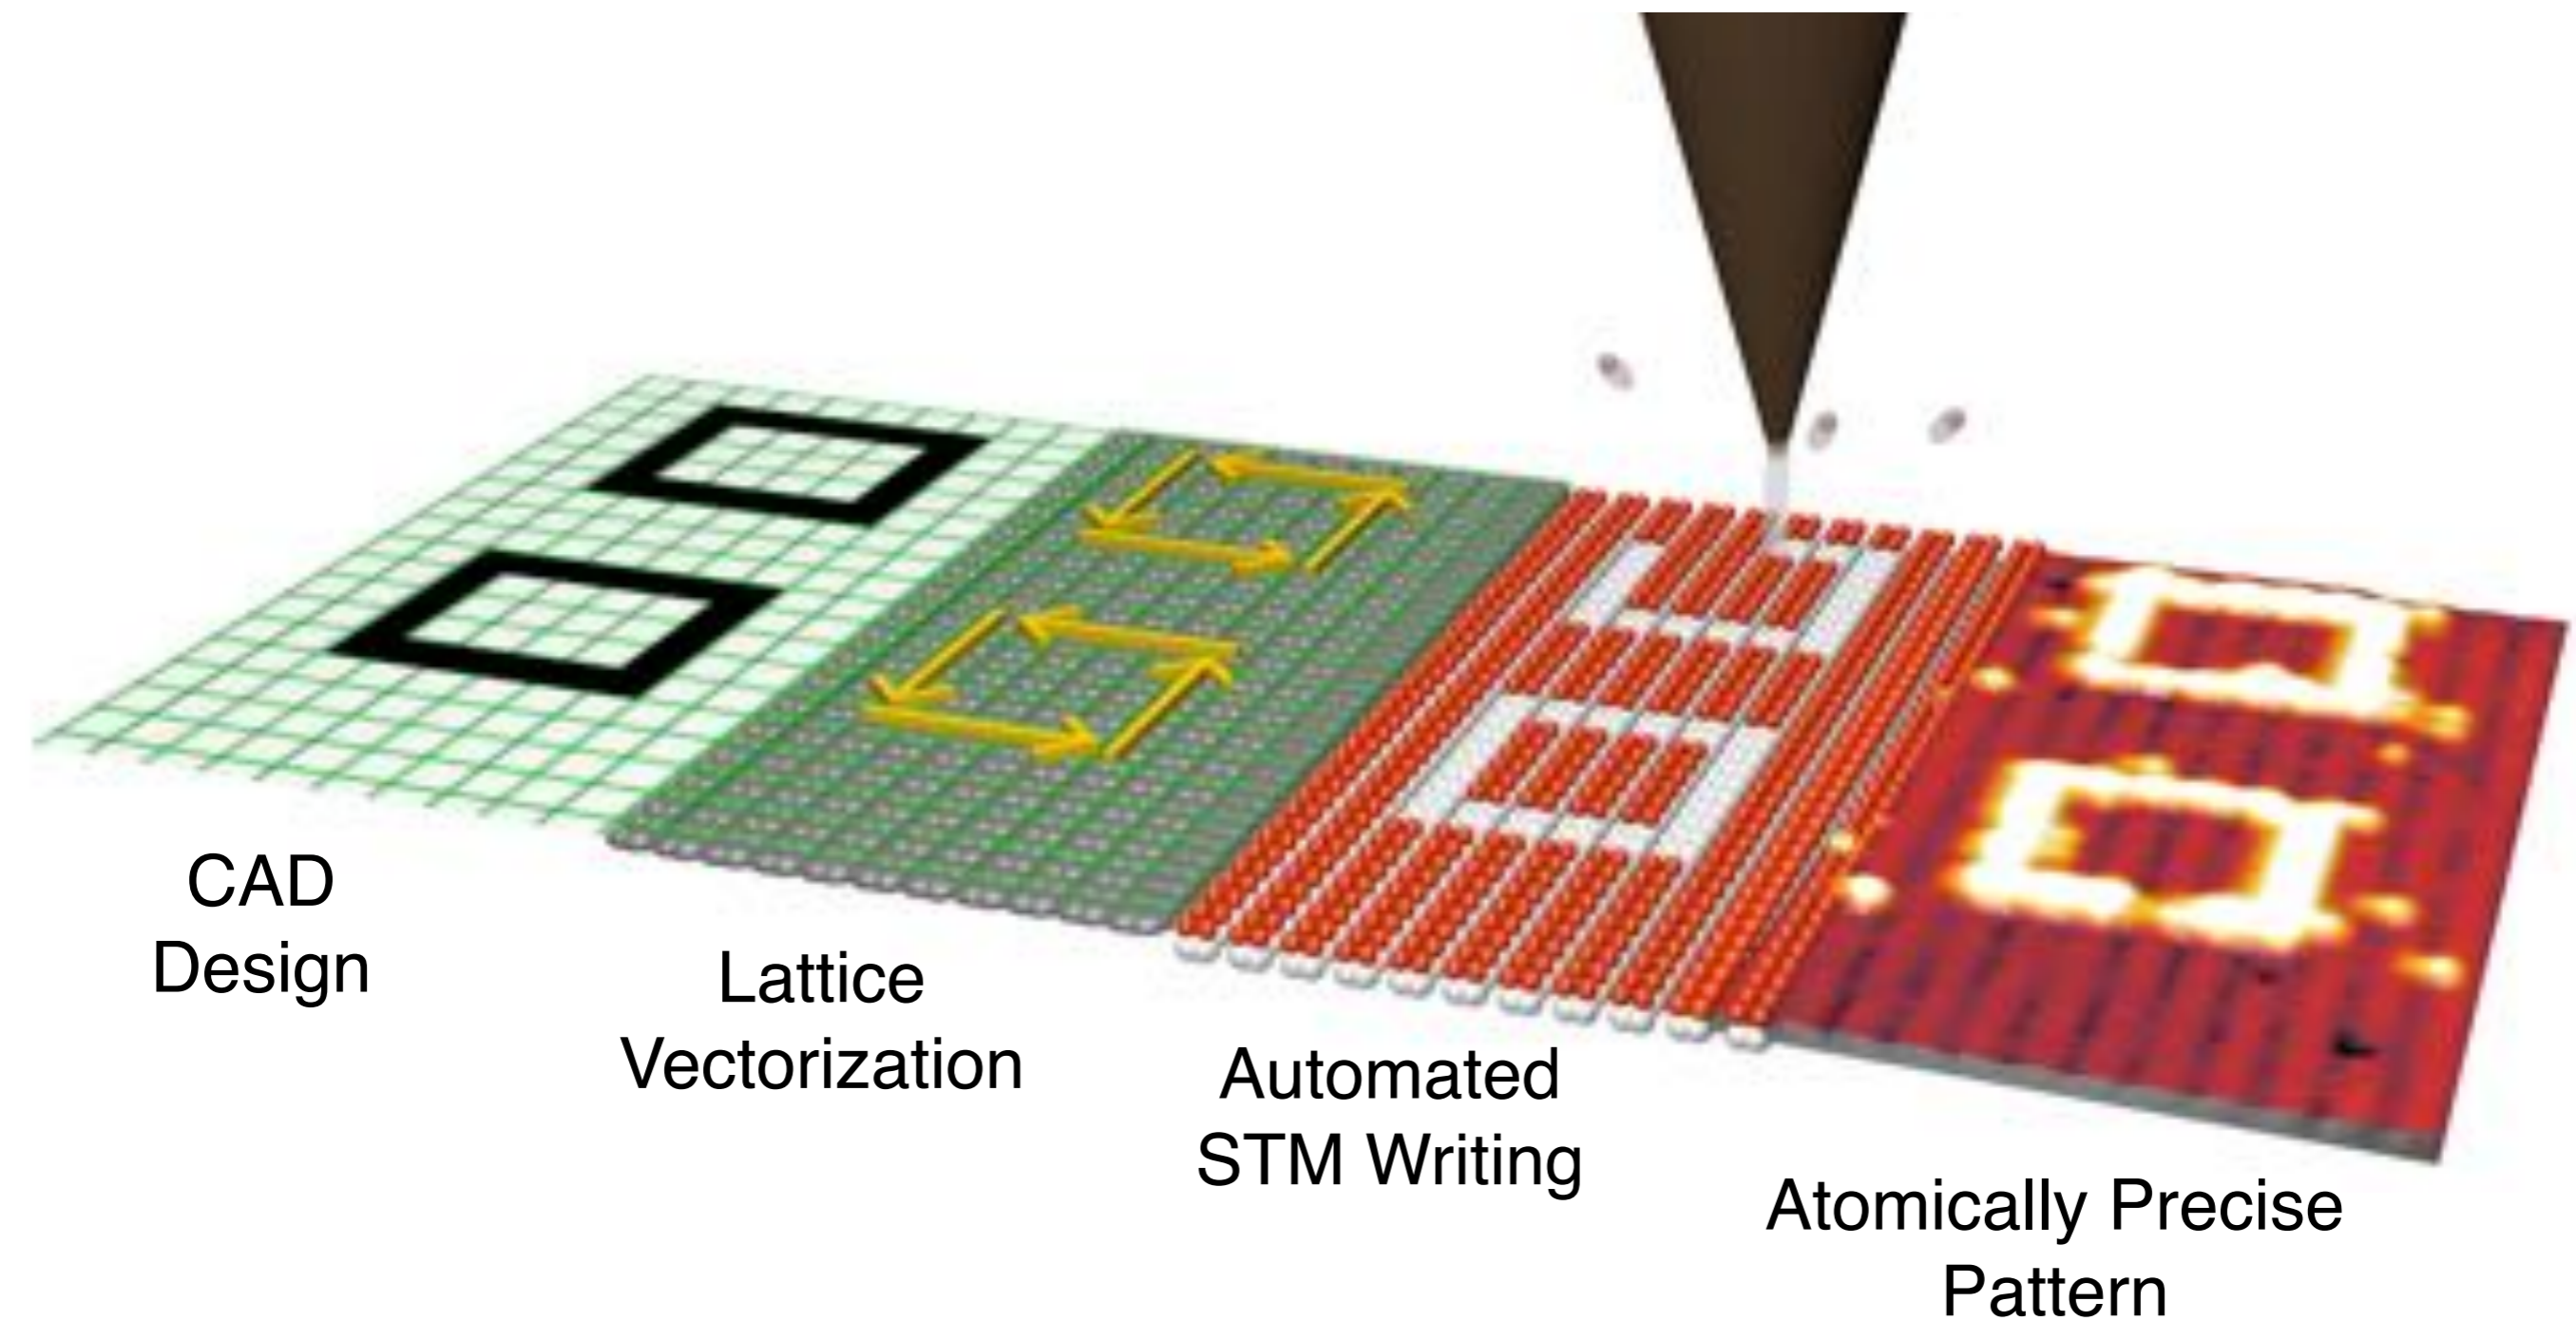 CAD
Design
Lattice
Vectorization
Automated
STM Writing
Atomically Precise
Pattern